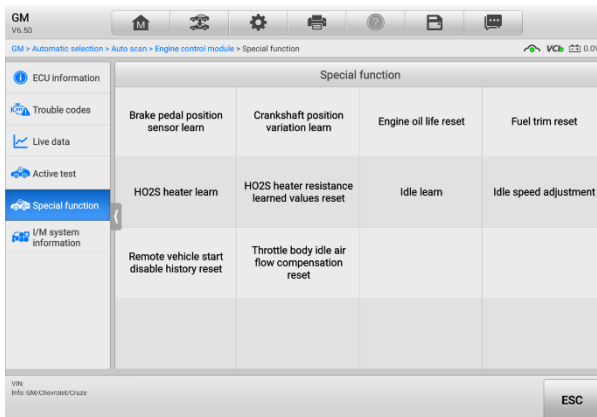 GM
V6.50
GM > Automatic selection > Auto scan > Engine control module > Special function
VCI
0.0V
ECU information
Trouble codes
Live data
Active test
Special function
I/M system
information
Special function
Brake pedal position
sensor learn
Crankshaft position
variation learn
Engine oil life reset
Fuel trim reset
HO2S heater learn
HO2S heater resistance
learned values reset
Idle learn
Idle speed adjustment
Remote vehicle start
disable history reset
Throttle body idle air
flow compensation
reset
VIN:
Info: GM/Chevrolet/Cruze
ESC